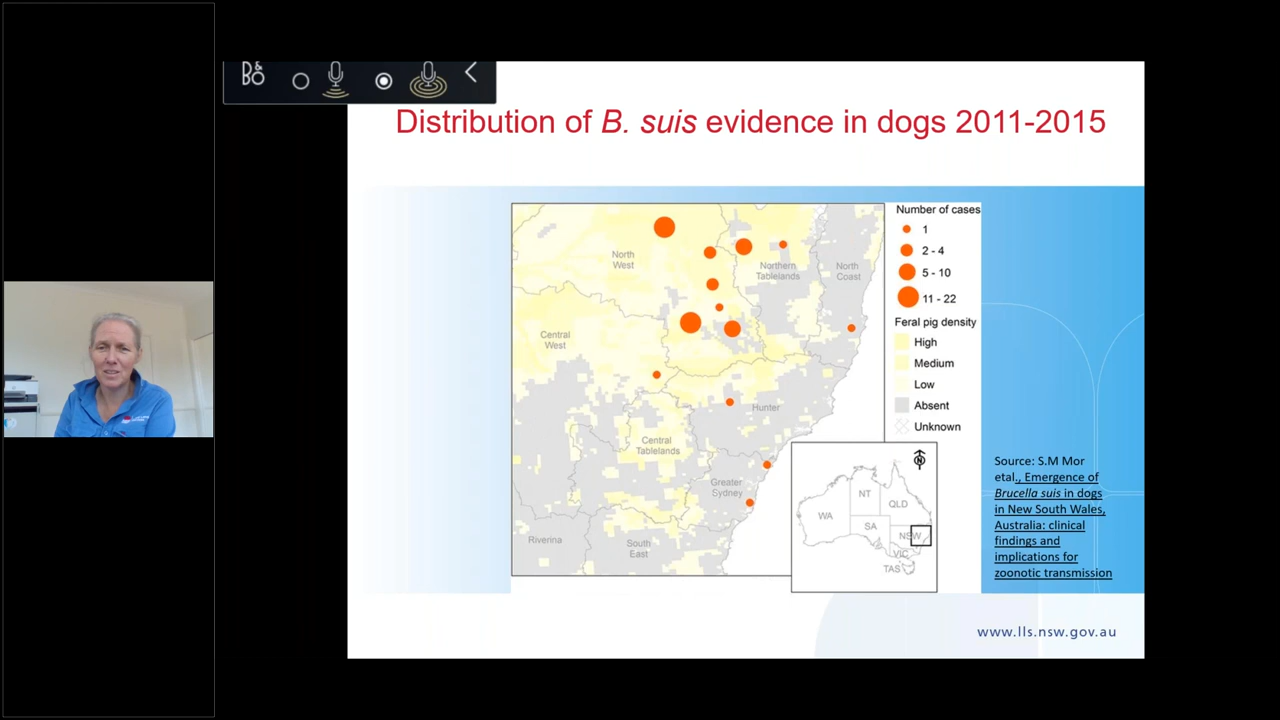 B&
BO
Distribution of B. suis evidence in dogs 2011-2015
Number of cases
1
2 - 4
5 - 10
11 - 22
Feral pig density
High
Medium
Low
Absent
Unknown
North
West
Northern
Tablelands
North
Coast
Central
West
Hunter
Central
Tablelands
Greater
Sydney
Riverina
South
East
N
NT
QLD
WA
SA
NSW
VIC
TAS
Source: S.M Mor
etal., Emergence of
Brucella suis in dogs
in New South Wales,
Australia: clinical
findings and
implications for
zoonotic transmission
www.lls.nsw.gov.au